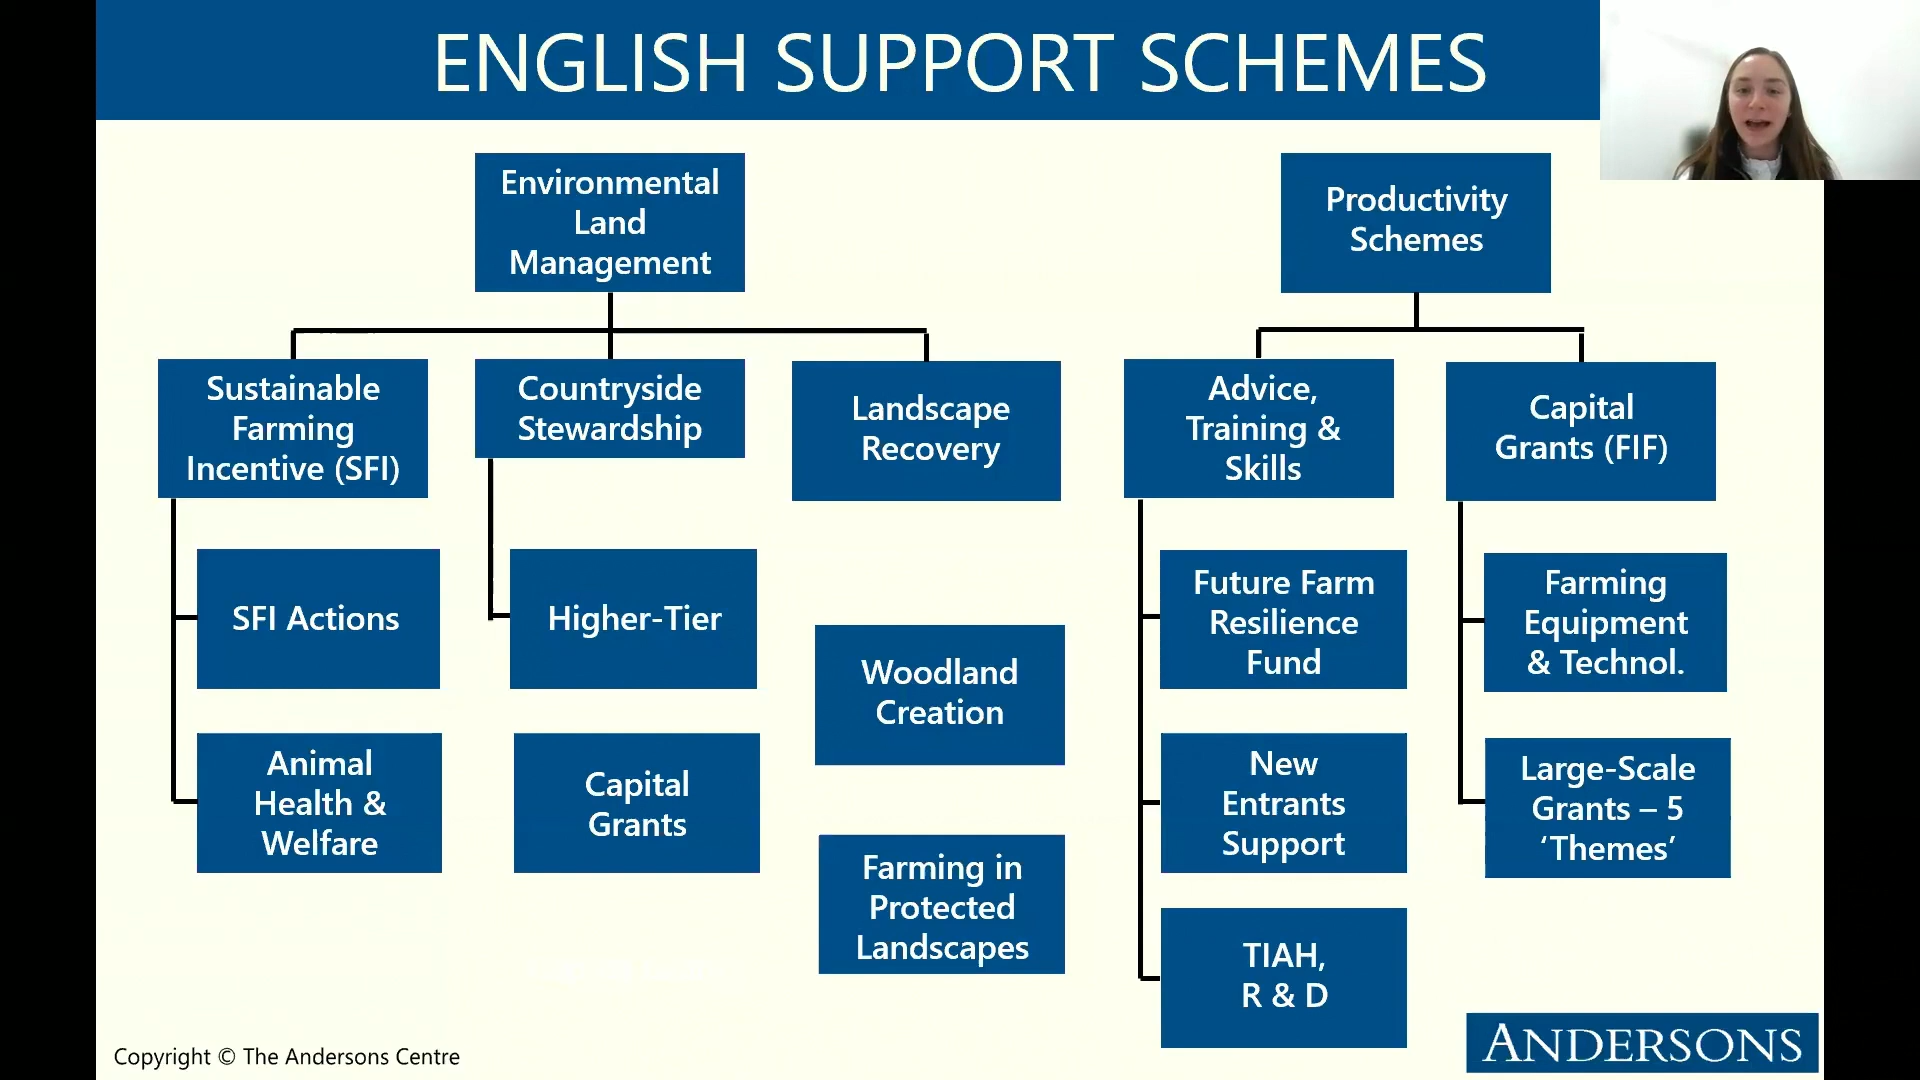 ENGLISH SUPPORT SCHEMES
Environmental
Land
Management
Productivity
Schemes
Sustainable
Farming
Incentive (SFI)
Countryside
Stewardship
Landscape
Recovery
Advice,
Training &
Skills
Capital
Grants (FIF)
SFI Actions
Higher-Tier
Woodland
Creation
Future Farm
Resilience
Fund
Farming
Equipment
& Technol.
Animal
Health &
Welfare
Capital
Grants
Farming in
Protected
Landscapes
New
Entrants
Support
Large-Scale
Grants – 5
‘Themes’
TIAH,
R & D
Copyright © The Andersons Centre
ANDERSONS